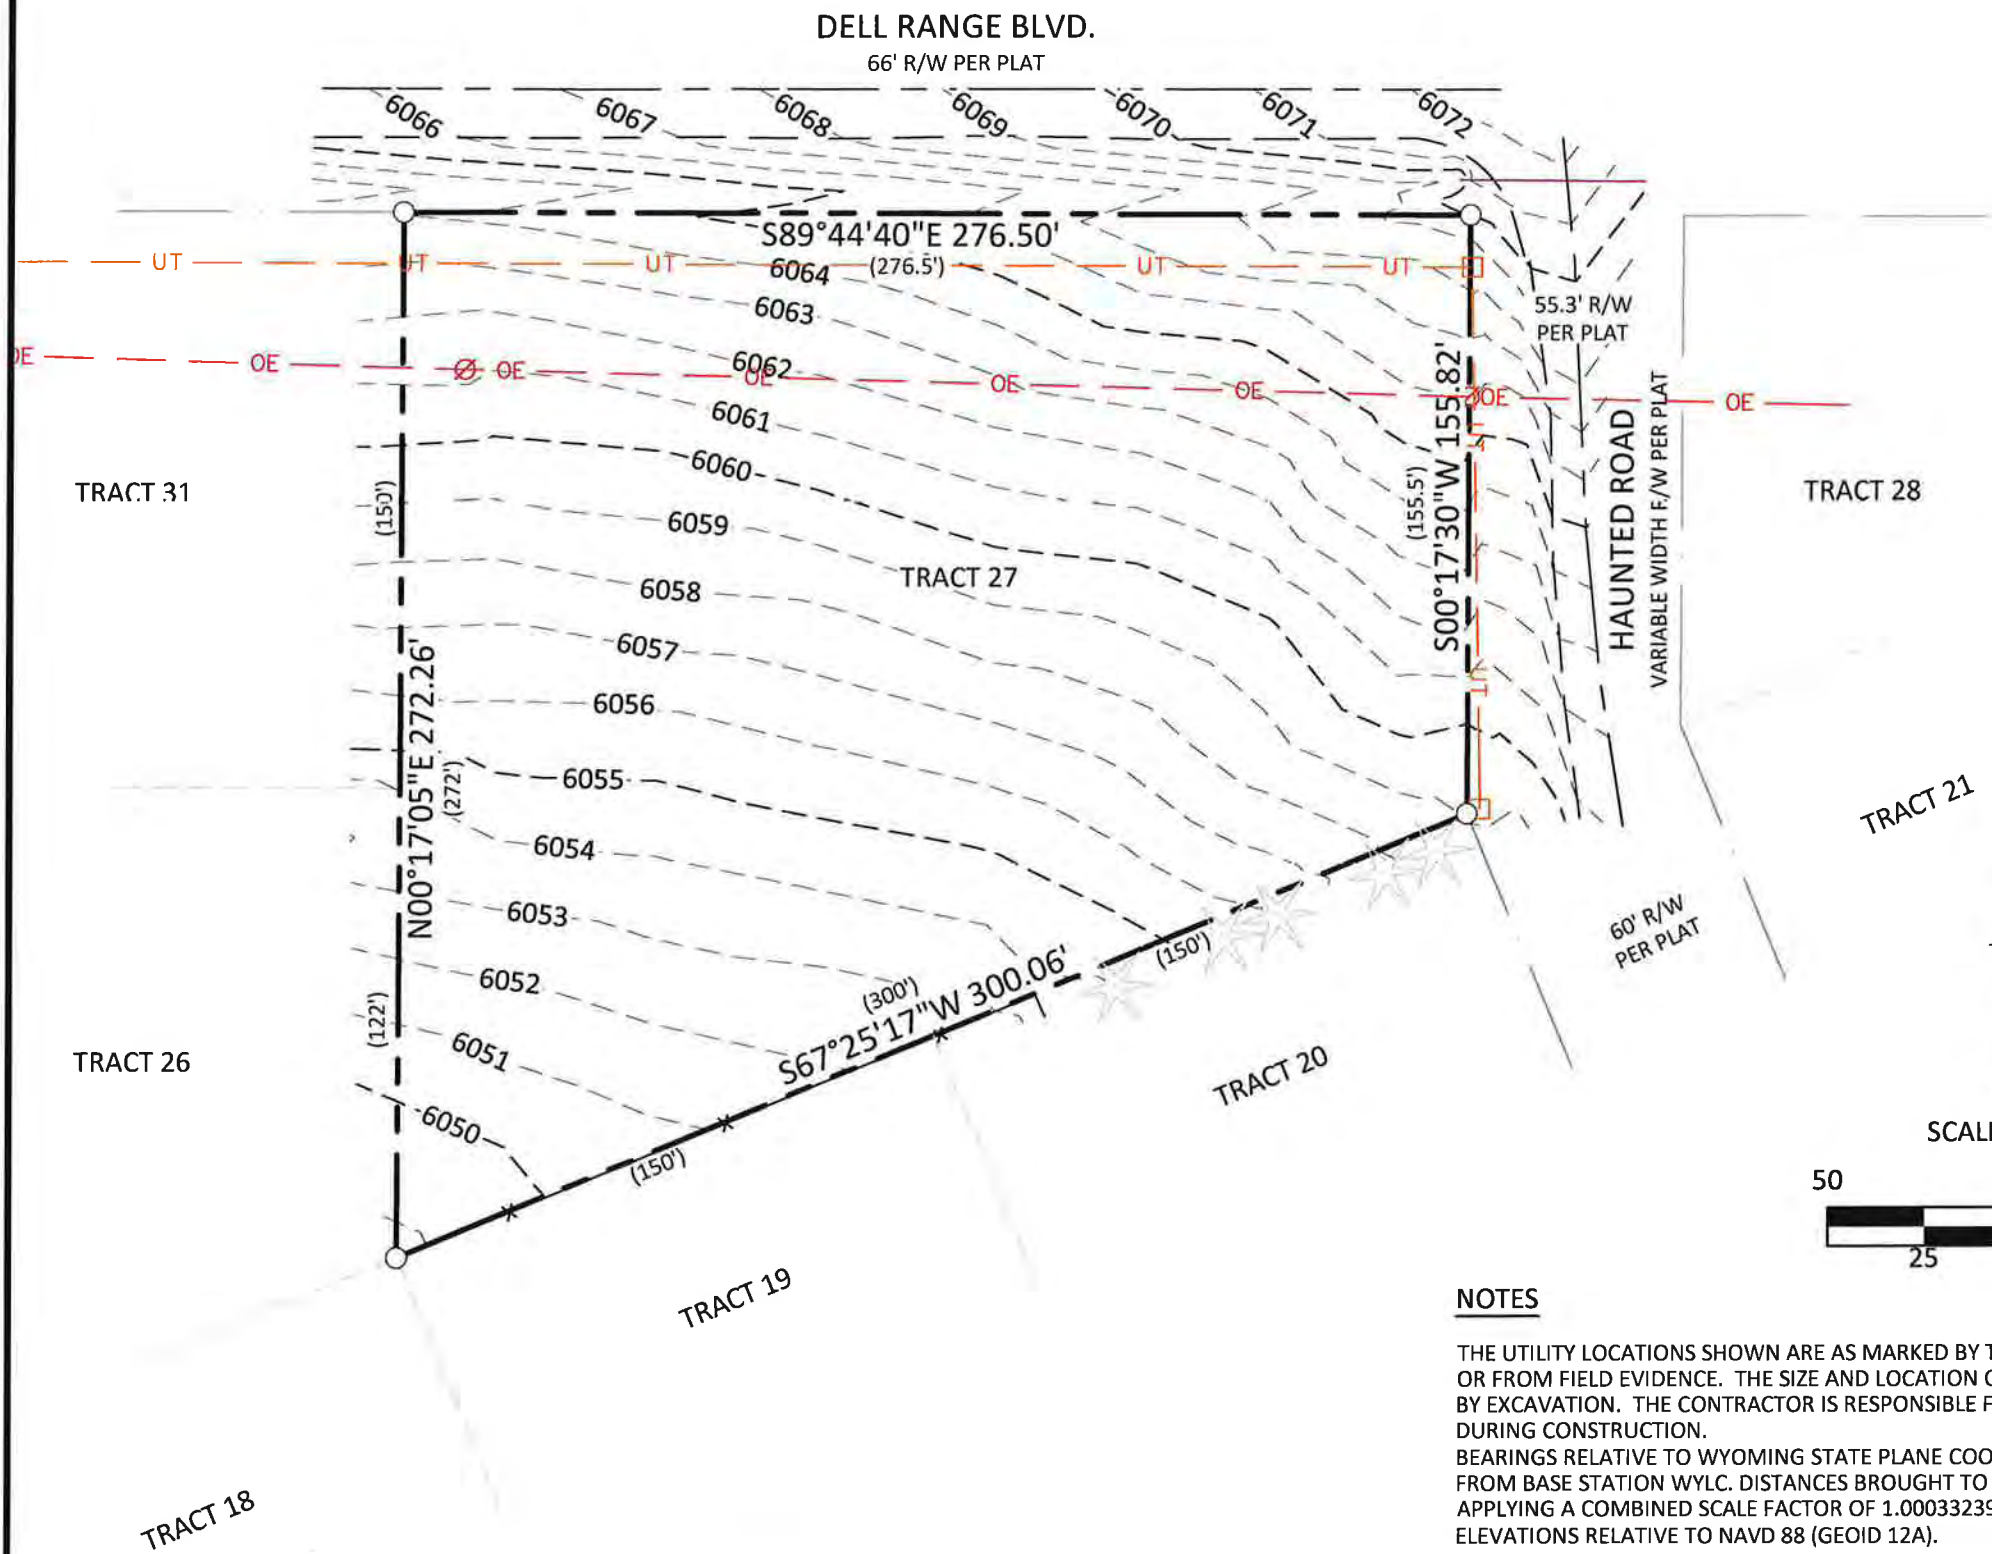 DELL RANGE BLVD.
66' R/W PER PLAT
6066
6067
6068
6069
6070
6071
6072
S89°44'40"E 276.50'
(276.5')
UT
UT
UT
UT
UT
6064
6063
6062
6061
6060
6059
6058
6057
6056
6055
6054
6053
6052
6051
6050
OE
OE
OE
OE
OE
OE
OE
OE
55.3' R/W
PER PLAT
HAUNTED ROAD
VARIABLE WIDTH R/W PER PLAT
S00°17'30"W 155.82'
(155.5')
UT
UT
TRACT 31
(150')
N00°17'05"E 272.26'
(272')
(122')
TRACT 27
TRACT 28
TRACT 21
60' R/W
PER PLAT
(150')
(300')
S67°25'17"W 300.06'
(150')
TRACT 26
TRACT 20
TRACT 19
TRACT 18
50
25
NOTES
THE UTILITY LOCATIONS SHOWN ARE AS MARKED BY
OR FROM FIELD EVIDENCE. THE SIZE AND LOCATION
BY EXCAVATION. THE CONTRACTOR IS RESPONSIBLE
DURING CONSTRUCTION.
BEARINGS RELATIVE TO WYOMING STATE PLANE
FROM BASE STATION WYLC. DISTANCES BROUGHT TO
APPLYING A COMBINED SCALE FACTOR OF 1.00033239
ELEVATIONS RELATIVE TO NAVD 88 (GEOID 12A).